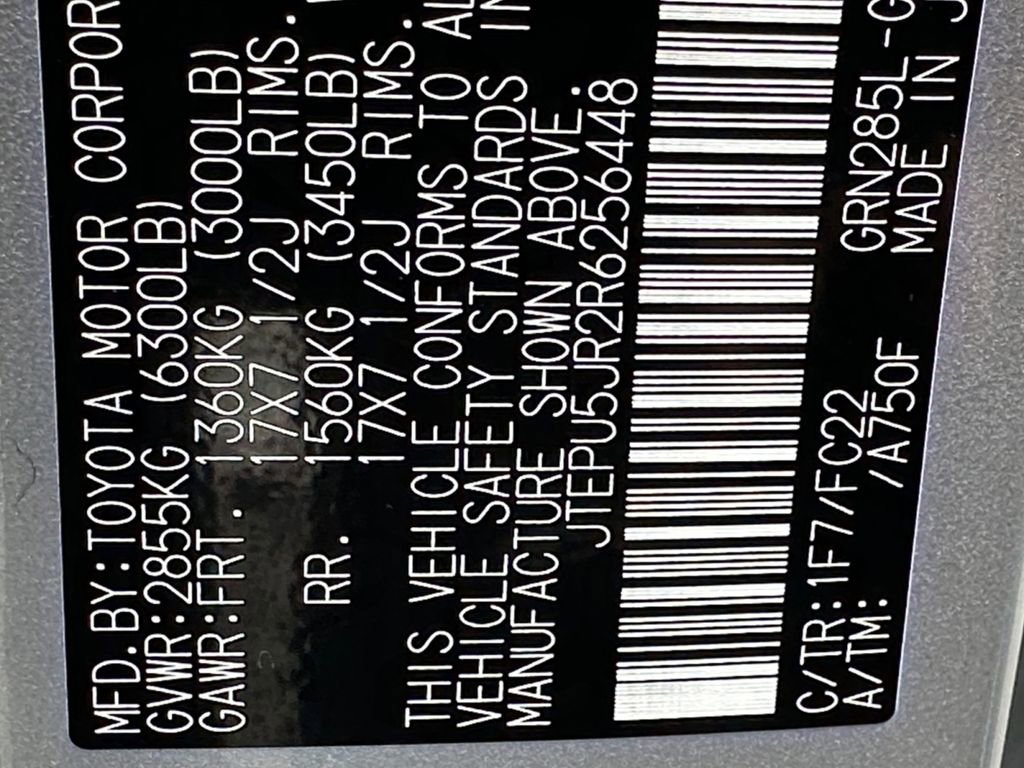 MFD.BY:TOYOTA MOTOR CORPOR
GVWR:2855KG (6300LB)
GAWR:FRT. 1360KG (3000LB)
17X7 1/2J RIMS.
RR. 1560KG (3450LB)
17X7 1/2J RIMS.
THIS VEHICLE CONFORMS TO AL
VEHICLE SAFETY STANDARDS IN
MANUFACTURE SHOWN ABOVE.
JTEPU5JR2R6256448
C/TR:1F7/FC22 GRN285L-G
A/TM: /A750F MADE IN J